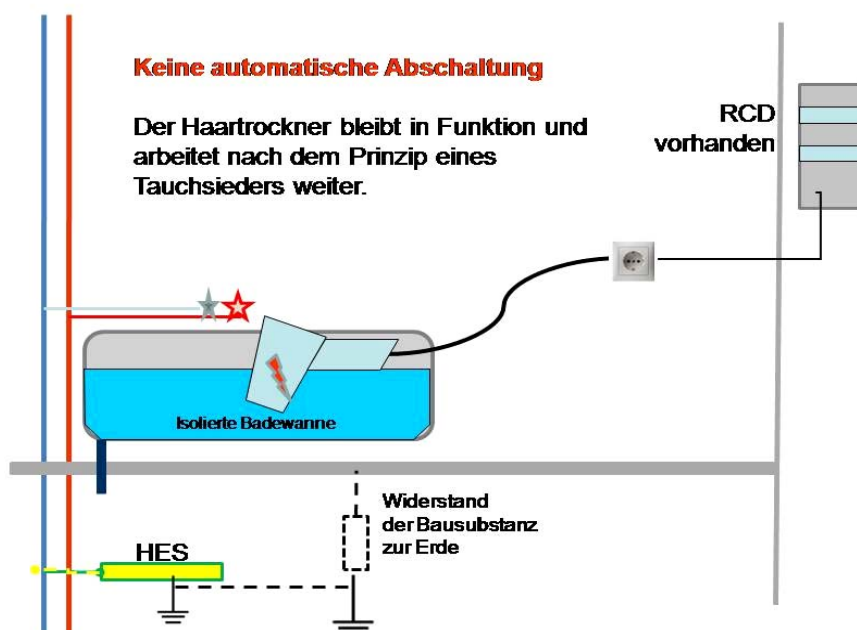 Keine automatische Abschaltung
Der Haartrockner bleibt in Funktion und
arbeitet nach dem Prinzip eines
Tauchsieders weiter.
RCD
vorhanden
Isolierte Badewanne
Widerstand
der Bausubstanz
zur Erde
HES